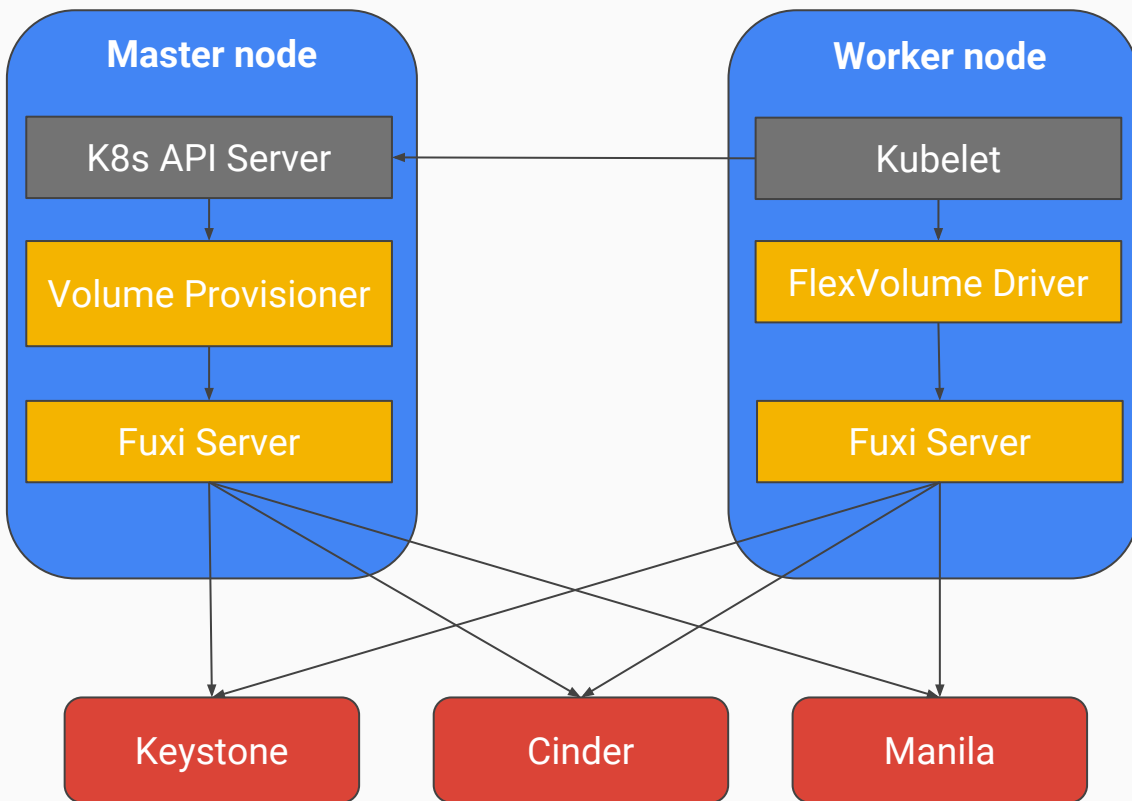 Master node
K8s API Server
Volume Provisioner
Fuxi Server
Worker node
Kubelet
FlexVolume Driver
Fuxi Server
Keystone
Cinder
Manila